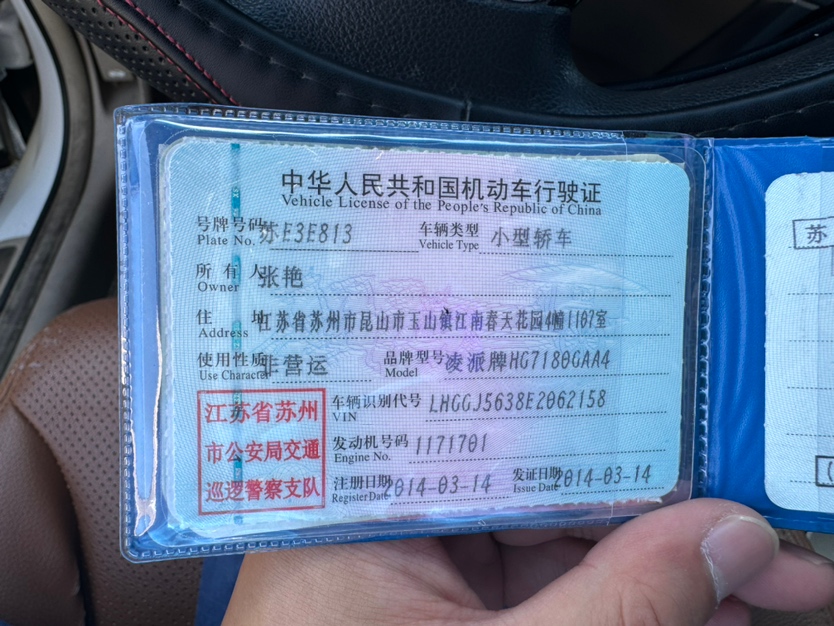 中华人民共和国机动车行驶证
Vehicle License of the People's Republic of China
号牌号码 苏E3E813 车辆类型 小型轿车
Plate No. Vehicle Type
所有人 张艳
Owner
住址 江苏省苏州市昆山市玉山镇江南春天花园4幢1107室
Address
使用性质 非营运 品牌型号 凌派牌HG7180GAA4
Use Character Model
江苏省苏州 车辆识别代号 LHGGJ5638E2062158
VIN
市公安局交通 发动机号码 1171701
Engine No.
巡逻警察支队 注册日期 2014-03-14 发证日期 2014-03-14
Register Date Issue Date
苏